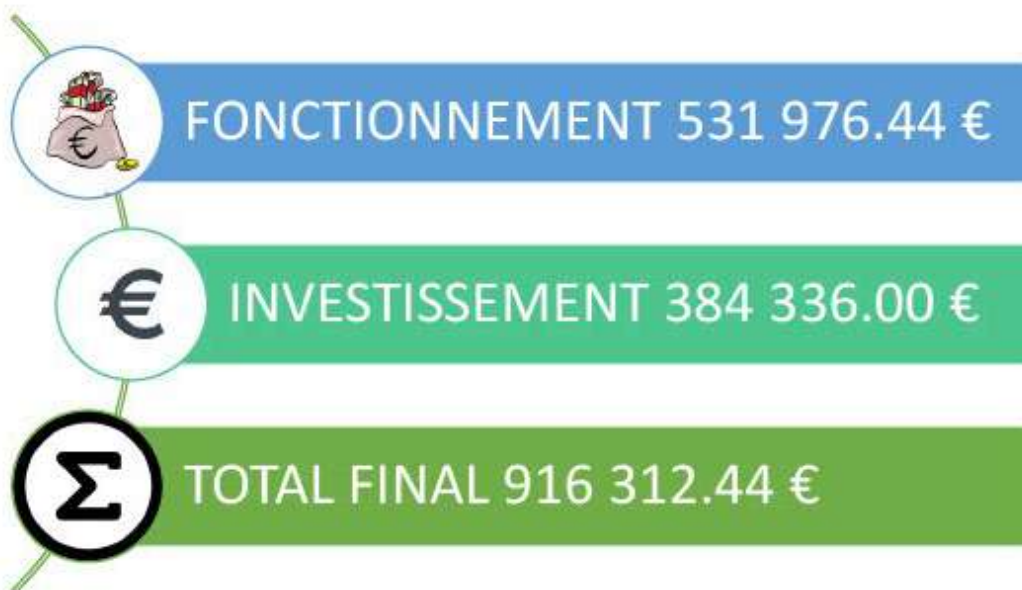 FONCTIONNEMENT 531 976.44 €
€
INVESTISSEMENT 384 336.00 €
€
Σ
TOTAL FINAL 916 312.44 €